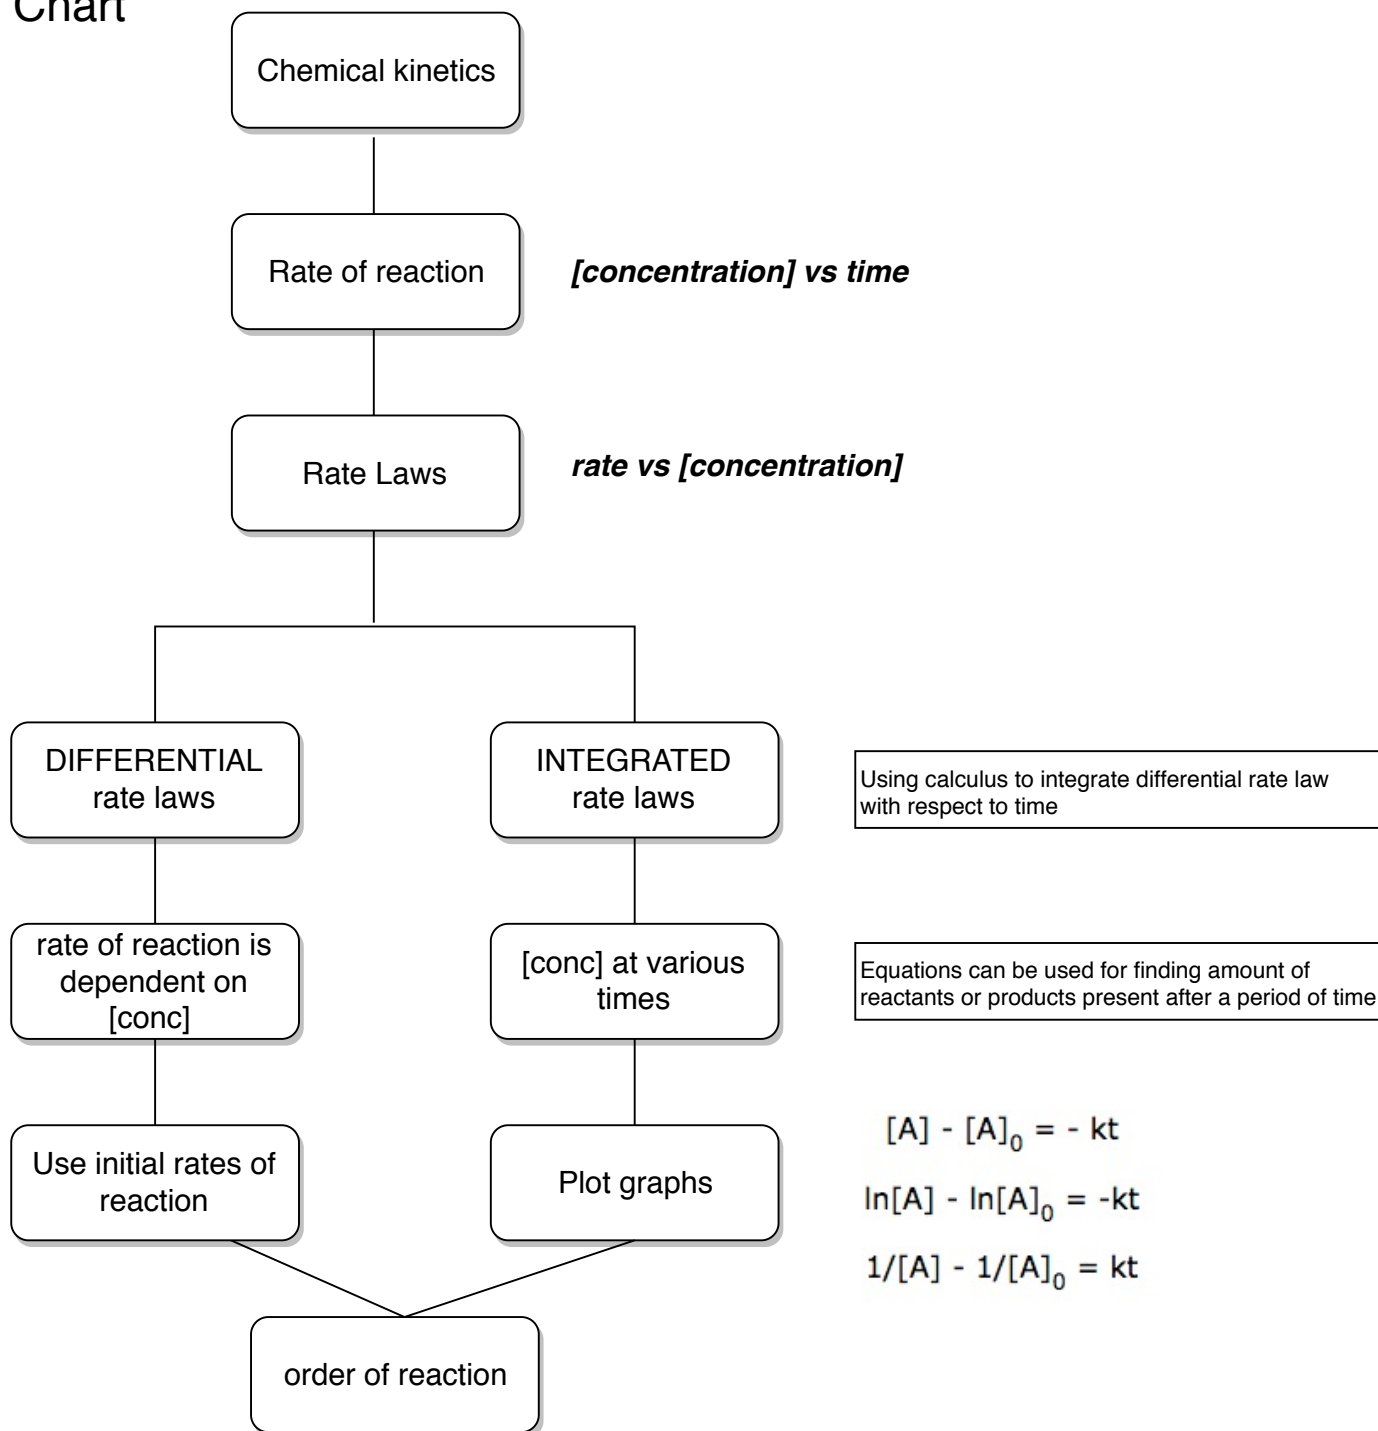 Chart
Chemical kinetics
Rate of reaction
[concentration] vs time
Rate Laws
rate vs [concentration]
DIFFERENTIAL
rate laws
INTEGRATED
rate laws
Using calculus to integrate differential rate law
with respect to time
rate of reaction is
dependent on
[conc]
[conc] at various
times
Equations can be used for finding amount of
reactants or products present after a period of time
Use initial rates of
reaction
Plot graphs
[A] - [A]₀ = - kt
ln[A] - ln[A]₀ = -kt
1/[A] - 1/[A]₀ = kt
order of reaction